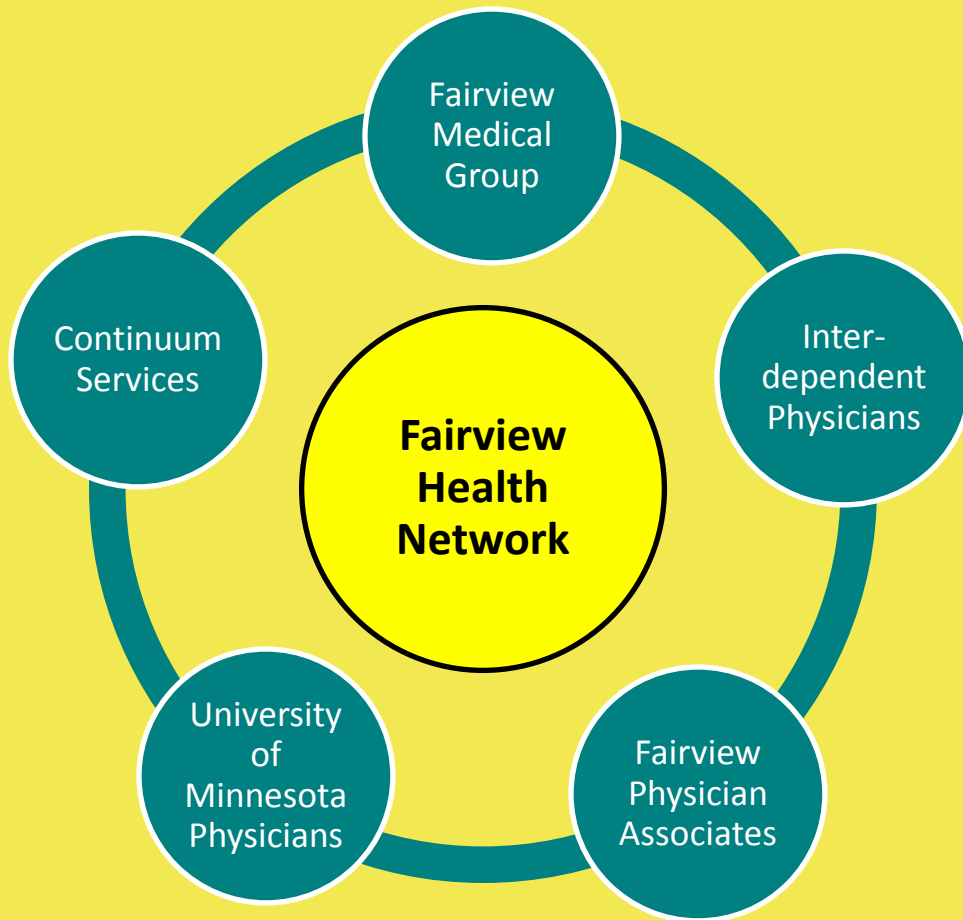 Fairview
Medical
Group
Inter-
dependent
Physicians
Fairview
Physician
Associates
University
of
Minnesota
Physicians
Continuum
Services
Fairview
Health
Network